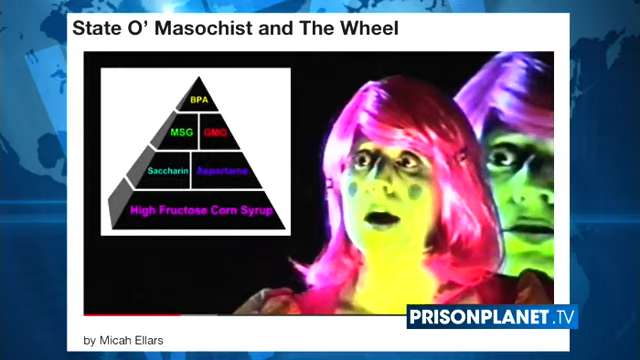 State O' Masochist and The Wheel
BPA
MSG GMO
Saccharin Aspartame
High Fructose Corn Syrup
PRISONPLANET.TV
by Micah Ellars